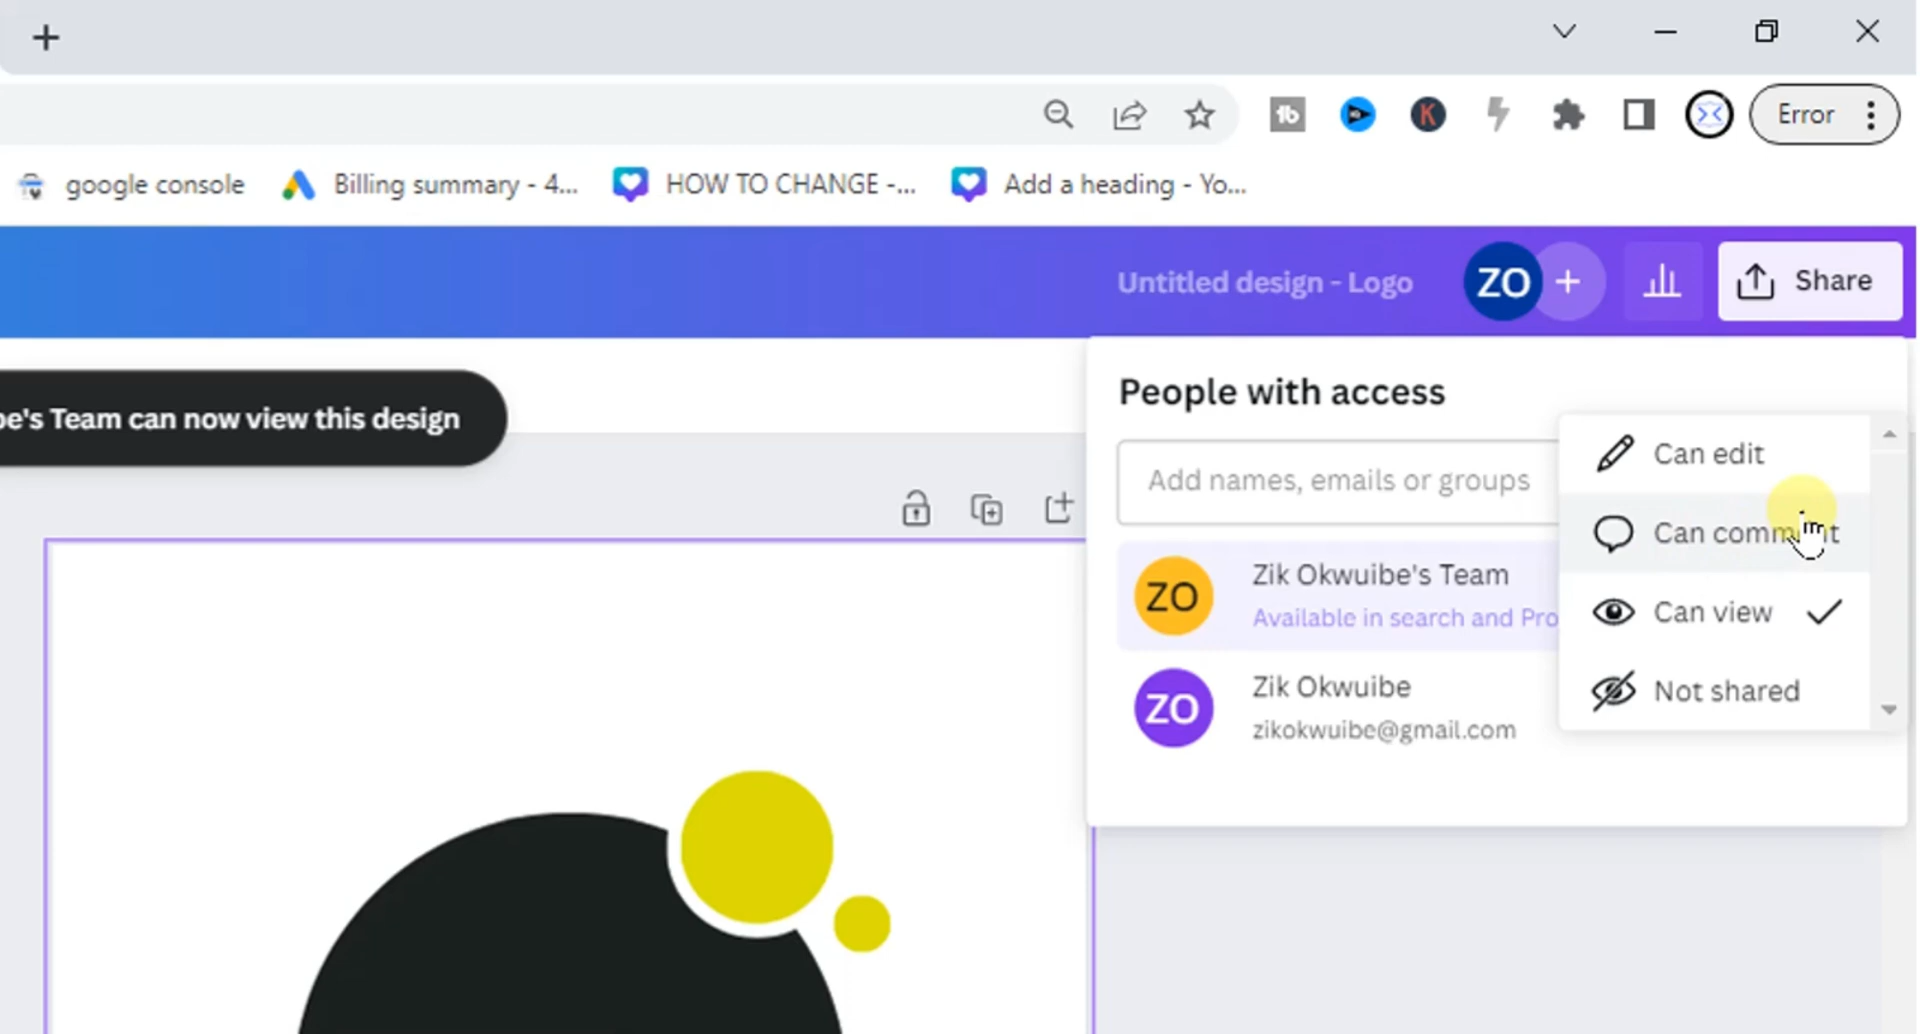 Error
google console
Billing summary - 4...
HOW TO CHANGE -...
Add a heading - Yo...
Untitled design - Logo
ZO
Share
People with access
be's Team can now view this design
Add names, emails or groups
Can edit
Can comment
Can view
Not shared
ZO
Zik Okwuibe's Team
Available in search and Pro
ZO
Zik Okwuibe
zikokwuibe@gmail.com